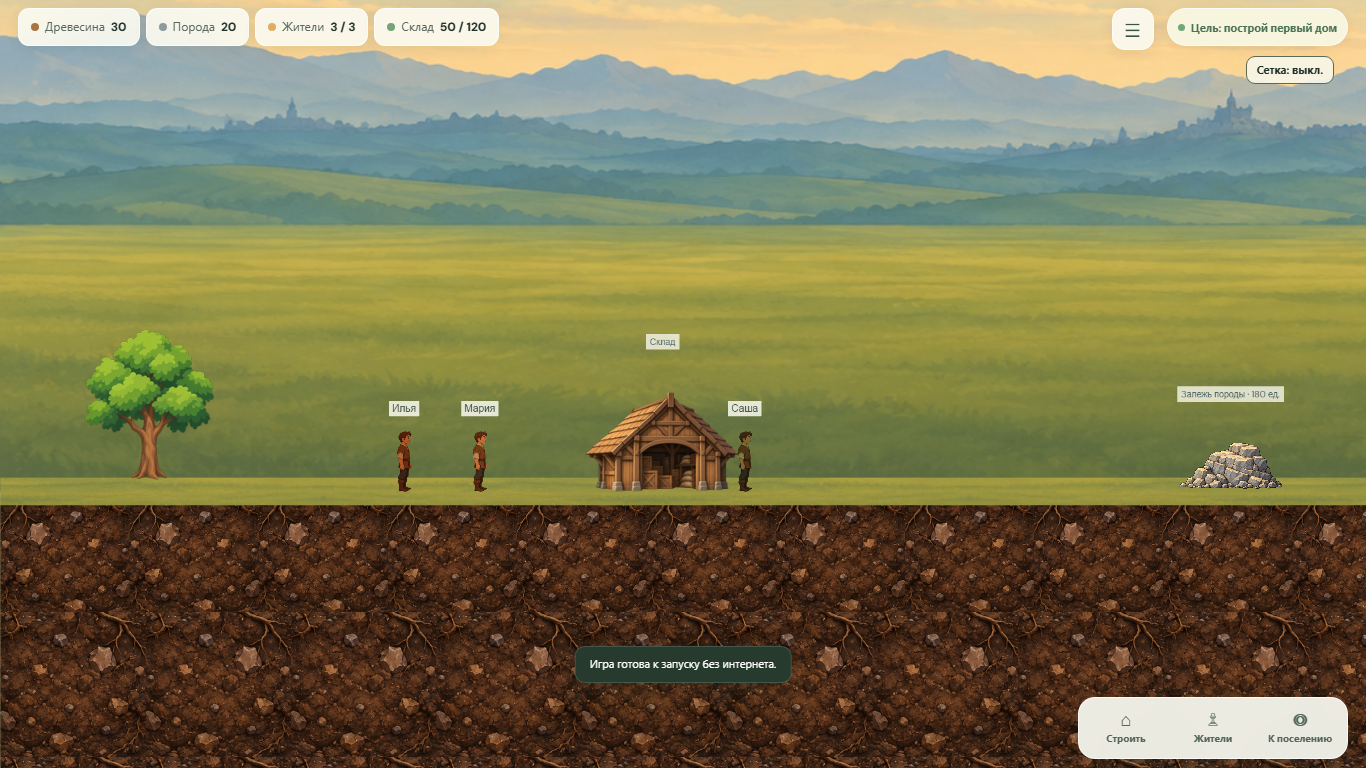 Древесина 30
Порода 20
Жители 3 / 3
Склад 50 / 120
Цель: построй первый дом
Сетка: выкл.
Склад
Залежь породы · 180 ед.
Илья
Мария
Саша
Игра готова к запуску без интернета.
Строить
Жители
К поселению